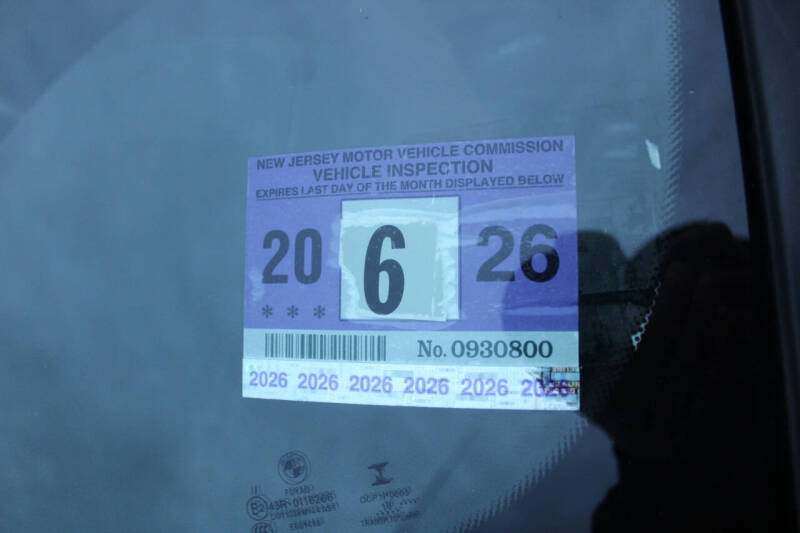 NEW JERSEY MOTOR VEHICLE COMMISSION
VEHICLE INSPECTION
EXPIRES LAST DAY OF THE MONTH DISPLAYED BELOW
20 6 26
* * *
No. 0930800
2026 2026 2026 2026 2026 2026